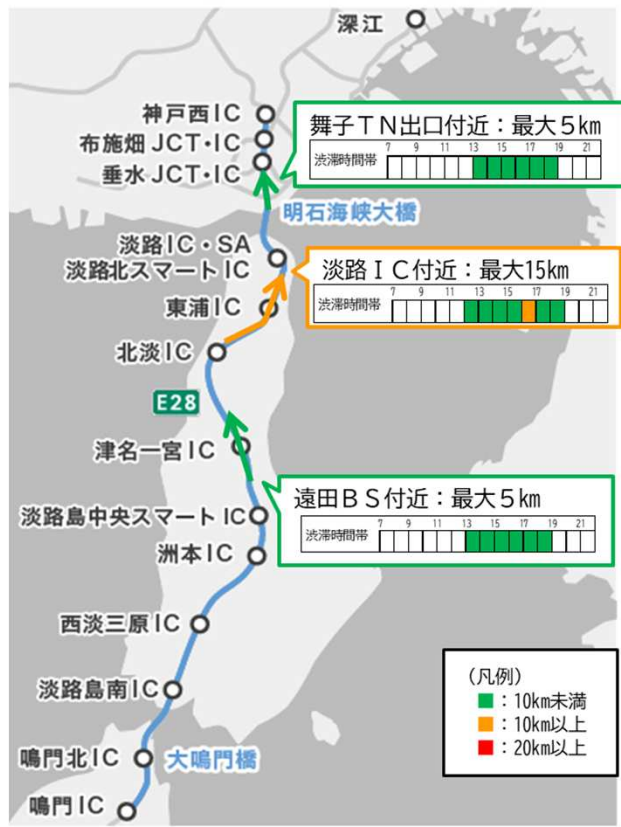 深江
神戸西IC
布施畑JCT・IC
垂水JCT・IC
舞子TN出口付近:最大5km
渋滞時間帯
7 9 11 13 15 17 19 21
明石海峡大橋
淡路IC・SA
淡路北スマートIC
東浦IC
北淡IC
淡路IC付近:最大15km
渋滞時間帯
7 9 11 13 15 17 19 21
E28
津名一宮IC
淡路島中央スマートIC
洲本IC
遠田BS付近:最大5km
渋滞時間帯
7 9 11 13 15 17 19 21
西淡三原IC
淡路島南IC
鳴門北IC
大鳴門橋
鳴門IC
(凡例)
■:10km未満
■:10km以上
■:20km以上